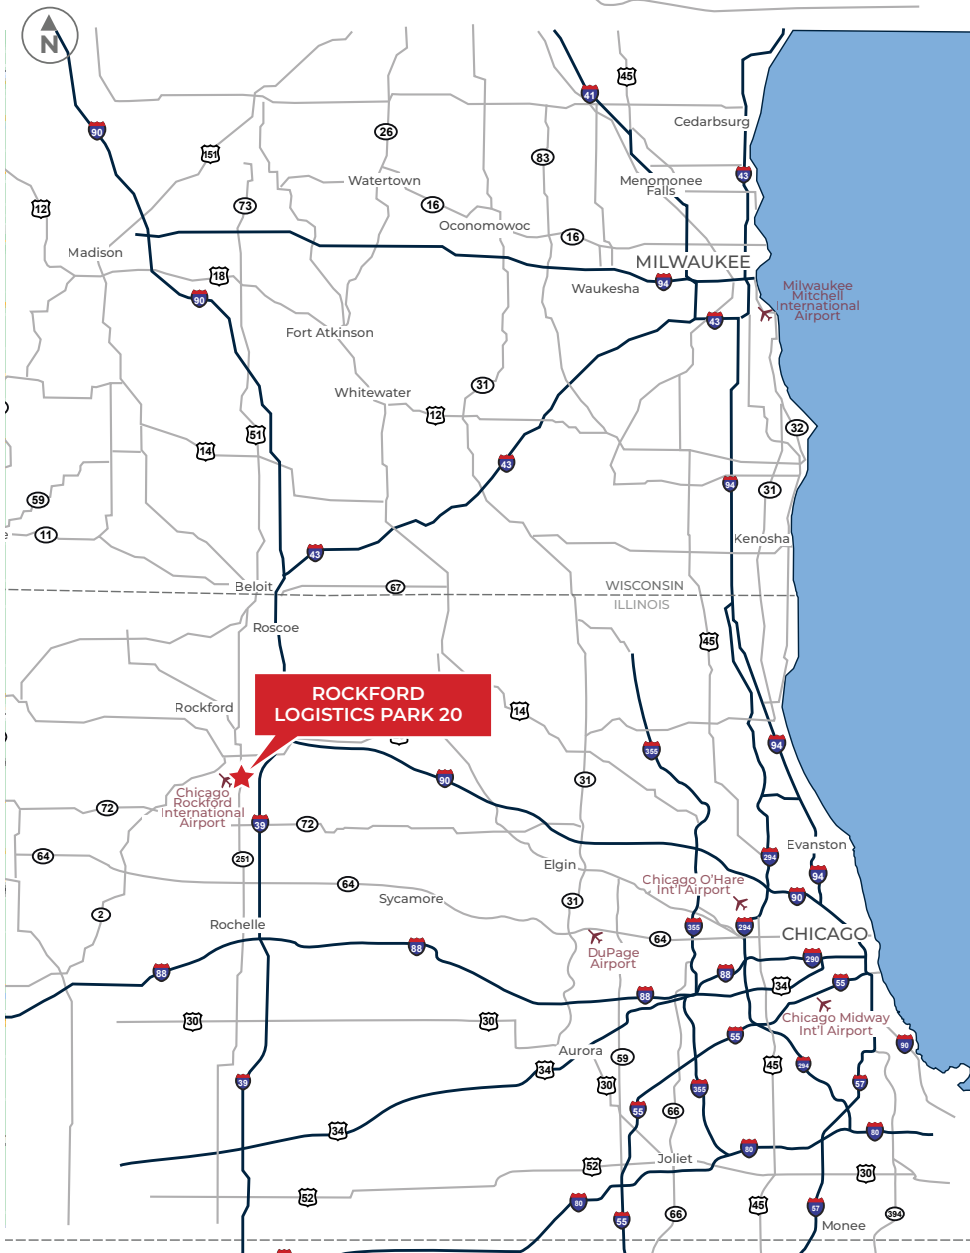 N
45
41
90
Cedarbsurg
26
151
83
43
Watertown
Menomonee
Falls
12
73
16
Oconomowoc
16
Madison
MILWAUKEE
18
94
Waukesha
90
Milwaukee
Mitchell
International
Airport
43
Fort Atkinson
31
Whitewater
12
32
51
14
43
94
31
59
11
Kenosha
43
Beloit
67
WISCONSIN
ILLINOIS
Roscoe
45
ROCKFORD
LOGISTICS PARK 20
Rockford
14
94
355
90
31
Chicago
Rockford
International
Airport
72
39
72
Evanston
64
251
294
Elgin
94
64
Chicago O'Hare
Int'l Airport
90
Sycamore
31
2
Rochelle
355
294
CHICAGO
64
88
DuPage
Airport
290
88
88
55
34
88
Chicago Midway
Int'l Airport
30
30
55
90
Aurora
59
34
45
294
39
30
355
57
55
66
34
80
80
Joliet
52
30
52
80
45
57
66
394
55
Monee